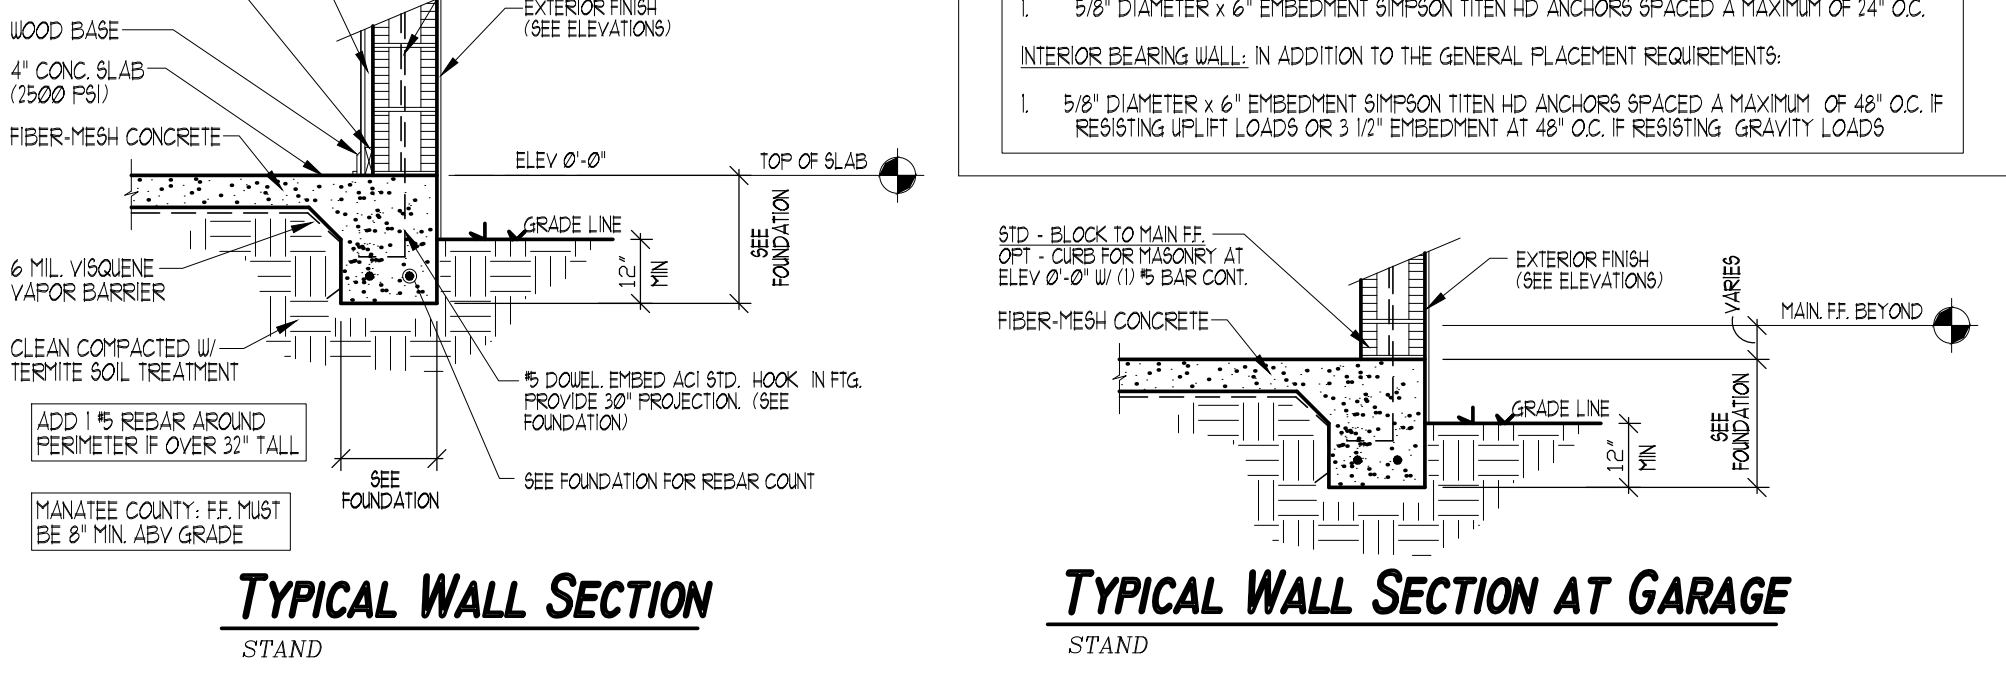 EXTERIOR FINISH
(SEE ELEVATIONS)
WOOD BASE
4" CONC. SLAB
(2500 PSI)
FIBER-MESH CONCRETE
ELEV 0'-0"
TOP OF SLAB
GRADE LINE
SEE
FOUNDATION
12"
MIN
6 MIL. VISQUENE
VAPOR BARRIER
CLEAN COMPACTED W/
TERMITE SOIL TREATMENT
#5 DOWEL. EMBED ACI STD. HOOK IN FTG.
PROVIDE 30" PROJECTION. (SEE
FOUNDATION)
ADD 1 #5 REBAR AROUND
PERIMETER IF OVER 32" TALL
SEE
FOUNDATION
SEE FOUNDATION FOR REBAR COUNT
MANATEE COUNTY: F.F. MUST
BE 8" MIN. ABV GRADE
TYPICAL WALL SECTION
STAND
1. 5/8" DIAMETER x 6" EMBEDMENT SIMPSON TITEN HD ANCHORS SPACED A MAXIMUM OF 24" O.C.
INTERIOR BEARING WALL: IN ADDITION TO THE GENERAL PLACEMENT REQUIREMENTS:
1. 5/8" DIAMETER x 6" EMBEDMENT SIMPSON TITEN HD ANCHORS SPACED A MAXIMUM OF 48" O.C. IF
RESISTING UPLIFT LOADS OR 3 1/2" EMBEDMENT AT 48" O.C. IF RESISTING GRAVITY LOADS
STD - BLOCK TO MAIN F.F.
OPT - CURB FOR MASONRY AT
ELEV 0'-0" W/ (1) #5 BAR CONT.
FIBER-MESH CONCRETE
EXTERIOR FINISH
(SEE ELEVATIONS)
VARIES
MAIN. F.F. BEYOND
GRADE LINE
SEE
FOUNDATION
12"
MIN
TYPICAL WALL SECTION AT GARAGE
STAND